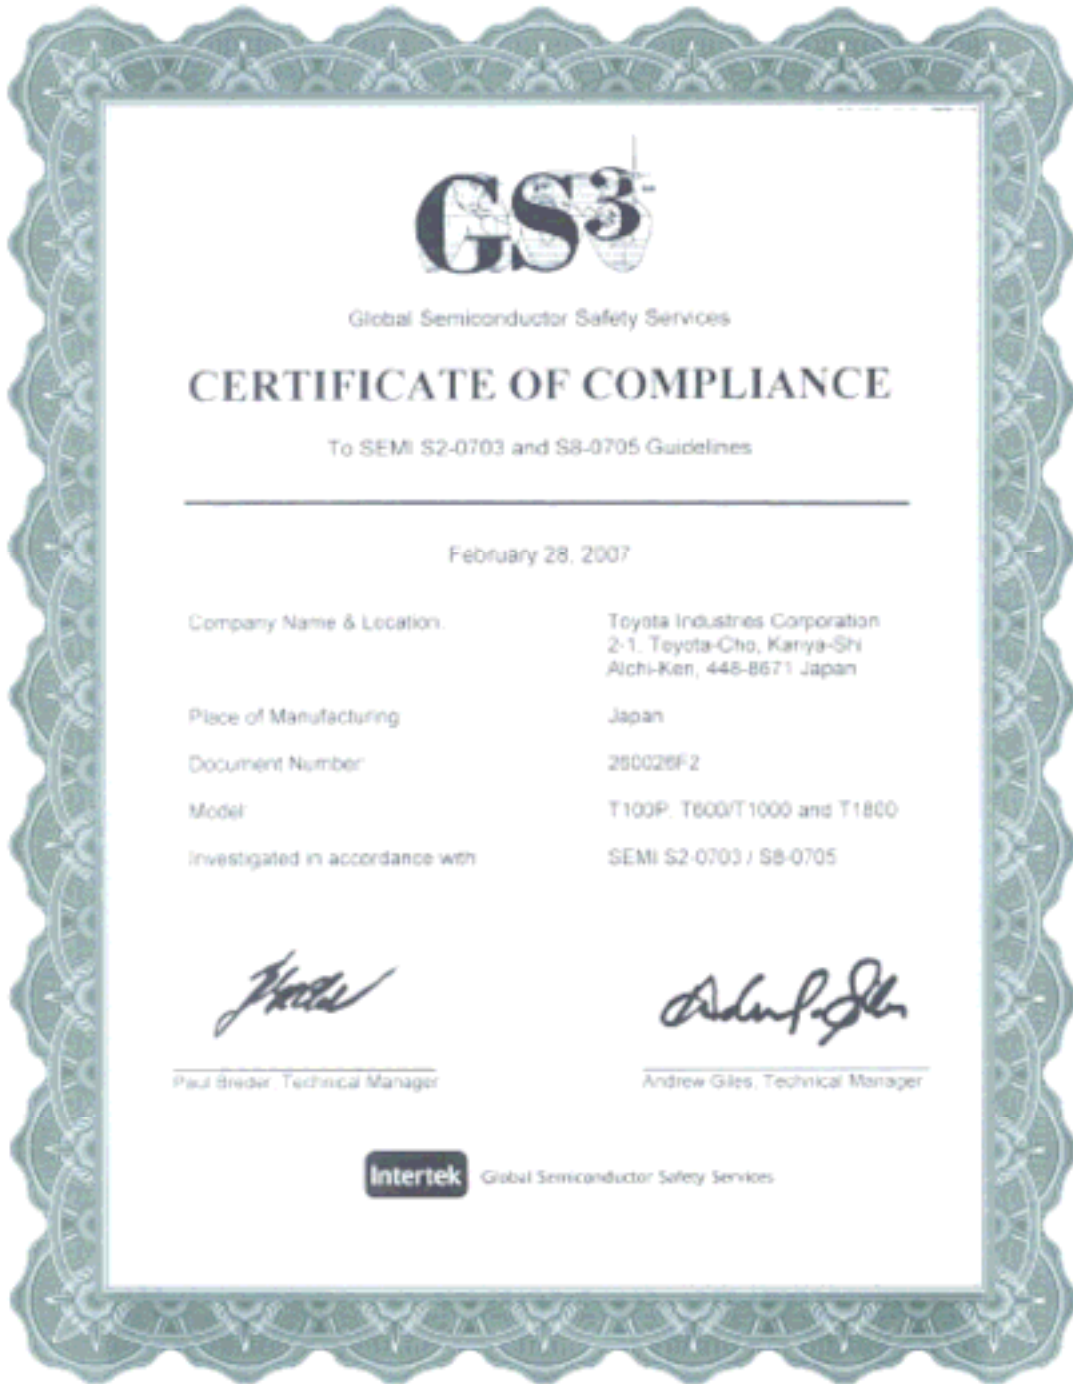 GS3
Global Semiconductor Safety Services
CERTIFICATE OF COMPLIANCE
To SEMI S2-0703 and S8-0705 Guidelines
February 28, 2007
Company Name & Location:
Toyota Industries Corporation
2-1, Toyota-Cho, Kariya-Shi
Aichi-Ken, 448-8671 Japan
Place of Manufacturing
Japan
Document Number:
260026F2
Model:
T100P, T600/T1000 and T1800
Investigated in accordance with
SEMI S2-0703 / S8-0705
Paul Breder, Technical Manager
Andrew Giles, Technical Manager
Intertek Global Semiconductor Safety Services